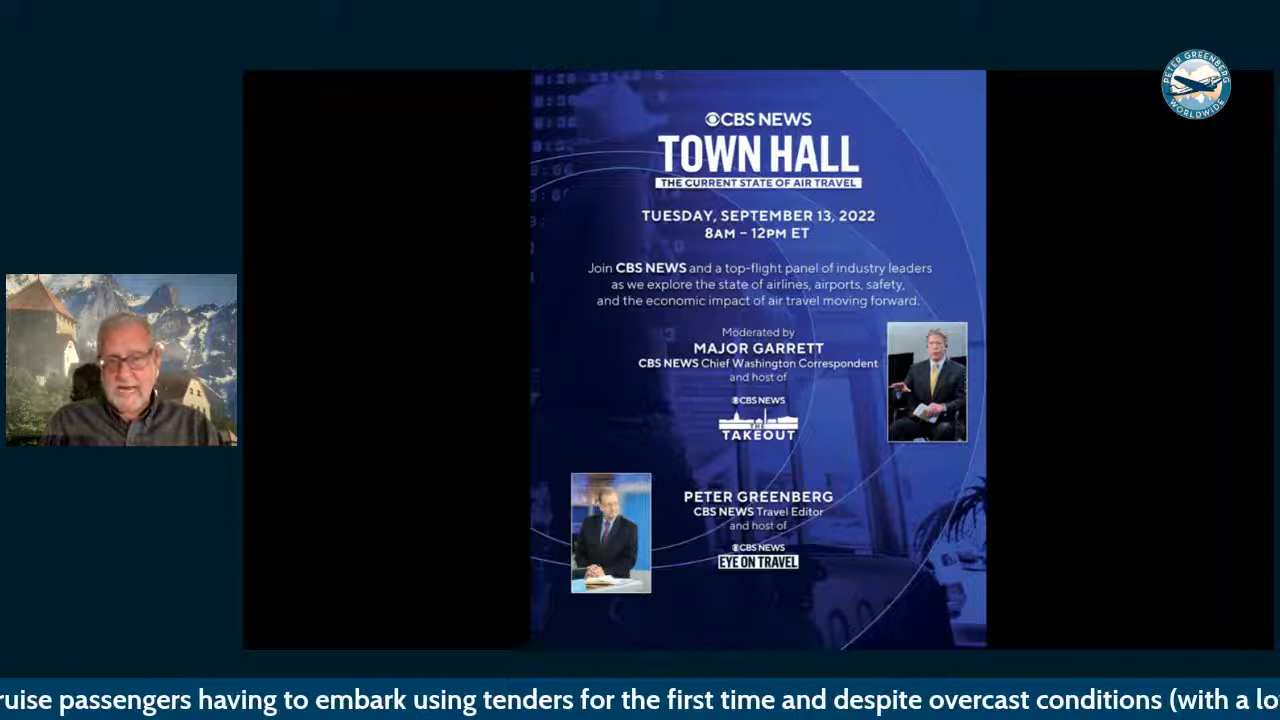 PETER GREENBERG
WORLDWIDE
CBS NEWS
TOWN HALL
THE CURRENT STATE OF AIR TRAVEL
TUESDAY, SEPTEMBER 13, 2022
8AM – 12PM ET
Join CBS NEWS and a top-flight panel of industry leaders
as we explore the state of airlines, airports, safety,
and the economic impact of air travel moving forward.
Moderated by
MAJOR GARRETT
CBS NEWS Chief Washington Correspondent
and host of
CBS NEWS
THE
TAKEOUT
PETER GREENBERG
CBS NEWS Travel Editor
and host of
CBS NEWS
EYE ON TRAVEL
ruise passengers having to embark using tenders for the first time and despite overcast conditions (with a lo